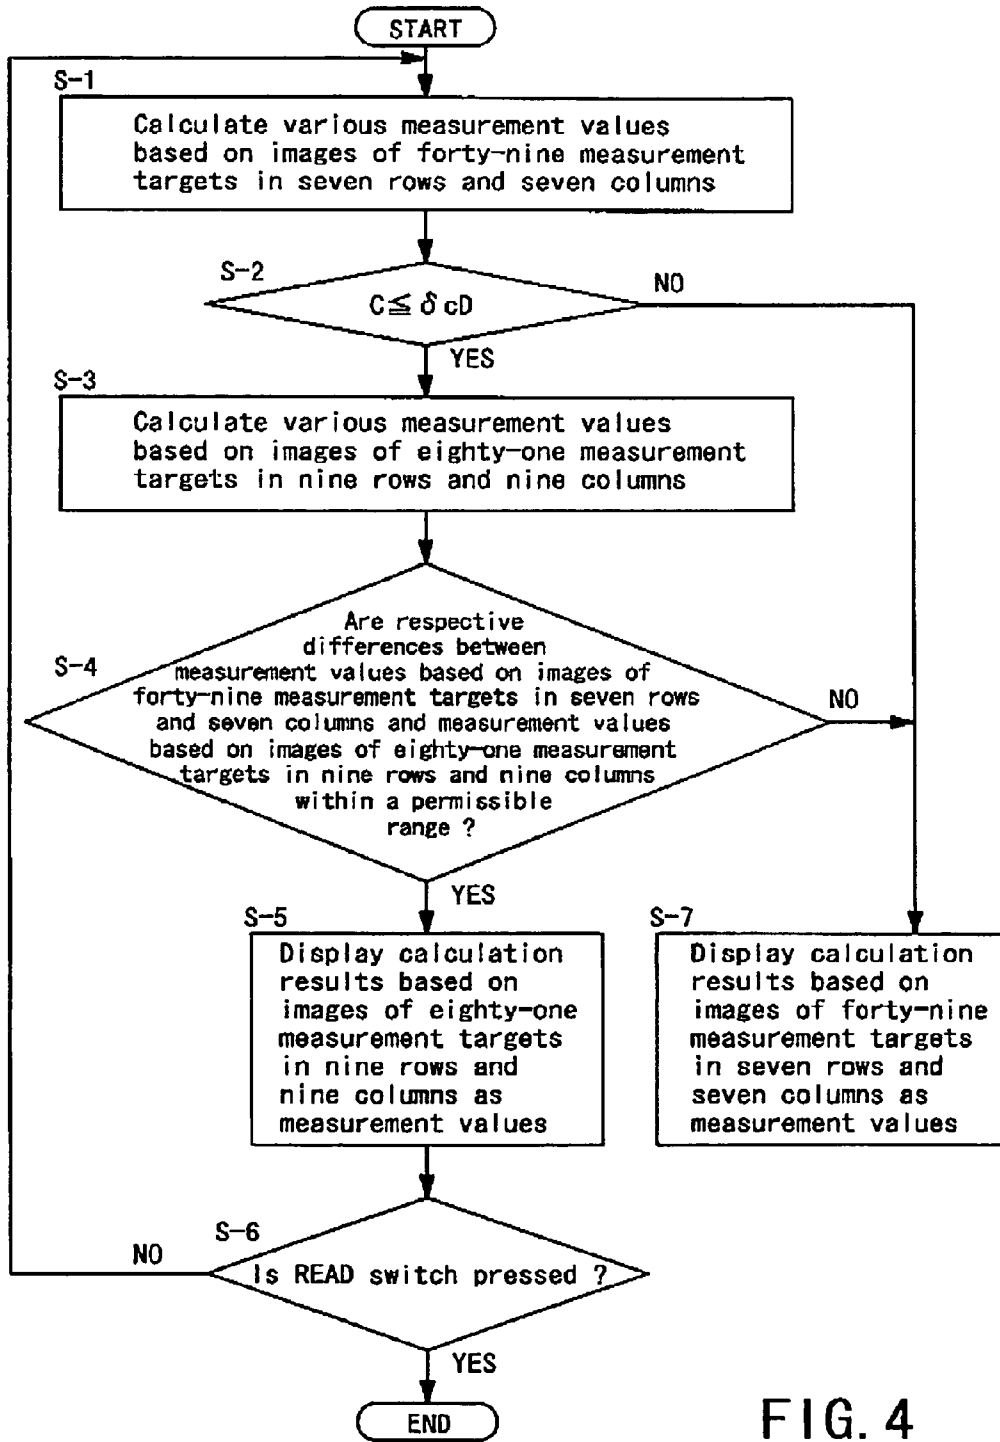 START
S-1
Calculate various measurement values
based on images of forty-nine measurement
targets in seven rows and seven columns
S-2
C≦δcD
NO
YES
S-3
Calculate various measurement values
based on images of eighty-one measurement
targets in nine rows and nine columns
S-4
Are respective
differences between
measurement values based on images of
forty-nine measurement targets in seven rows
and seven columns and measurement values
based on images of eighty-one measurement
targets in nine rows and nine columns
within a permissible
range ?
NO
YES
S-5
Display calculation
results based on
images of eighty-one
measurement targets
in nine rows and
nine columns as
measurement values
S-7
Display calculation
results based on
images of forty-nine
measurement targets
in seven rows and
seven columns as
measurement values
S-6
NO
Is READ switch pressed ?
YES
END
FIG. 4